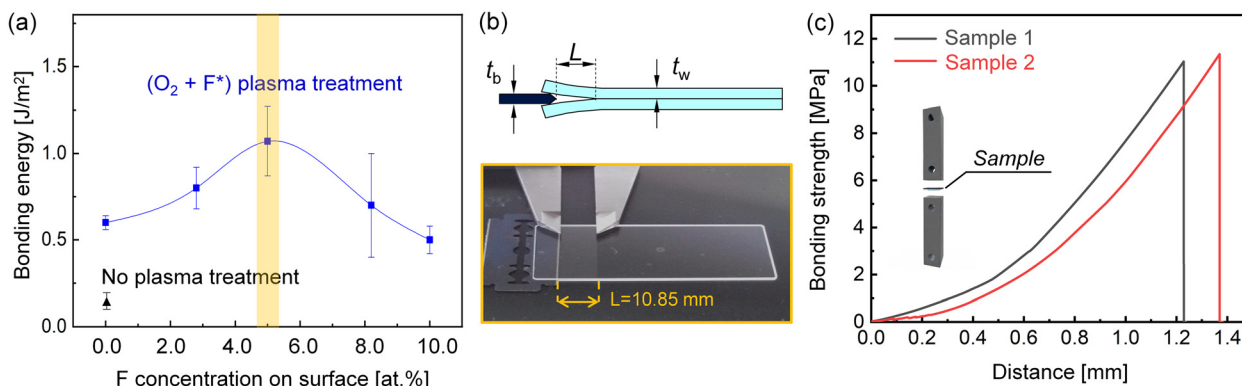 (a)
1.5
1.0
0.5
0.0
Bonding energy [J/m²]
(O₂ + F*) plasma treatment
No plasma treatment
0.0 2.0 4.0 6.0 8.0 10.0
F concentration on surface [at.%]
(b)
t_b
L
t_w
L=10.85 mm
(c)
Sample 1
Sample 2
12
10
8
6
4
2
0
Bonding strength [MPa]
Sample
0.0 0.2 0.4 0.6 0.8 1.0 1.2 1.4
Distance [mm]